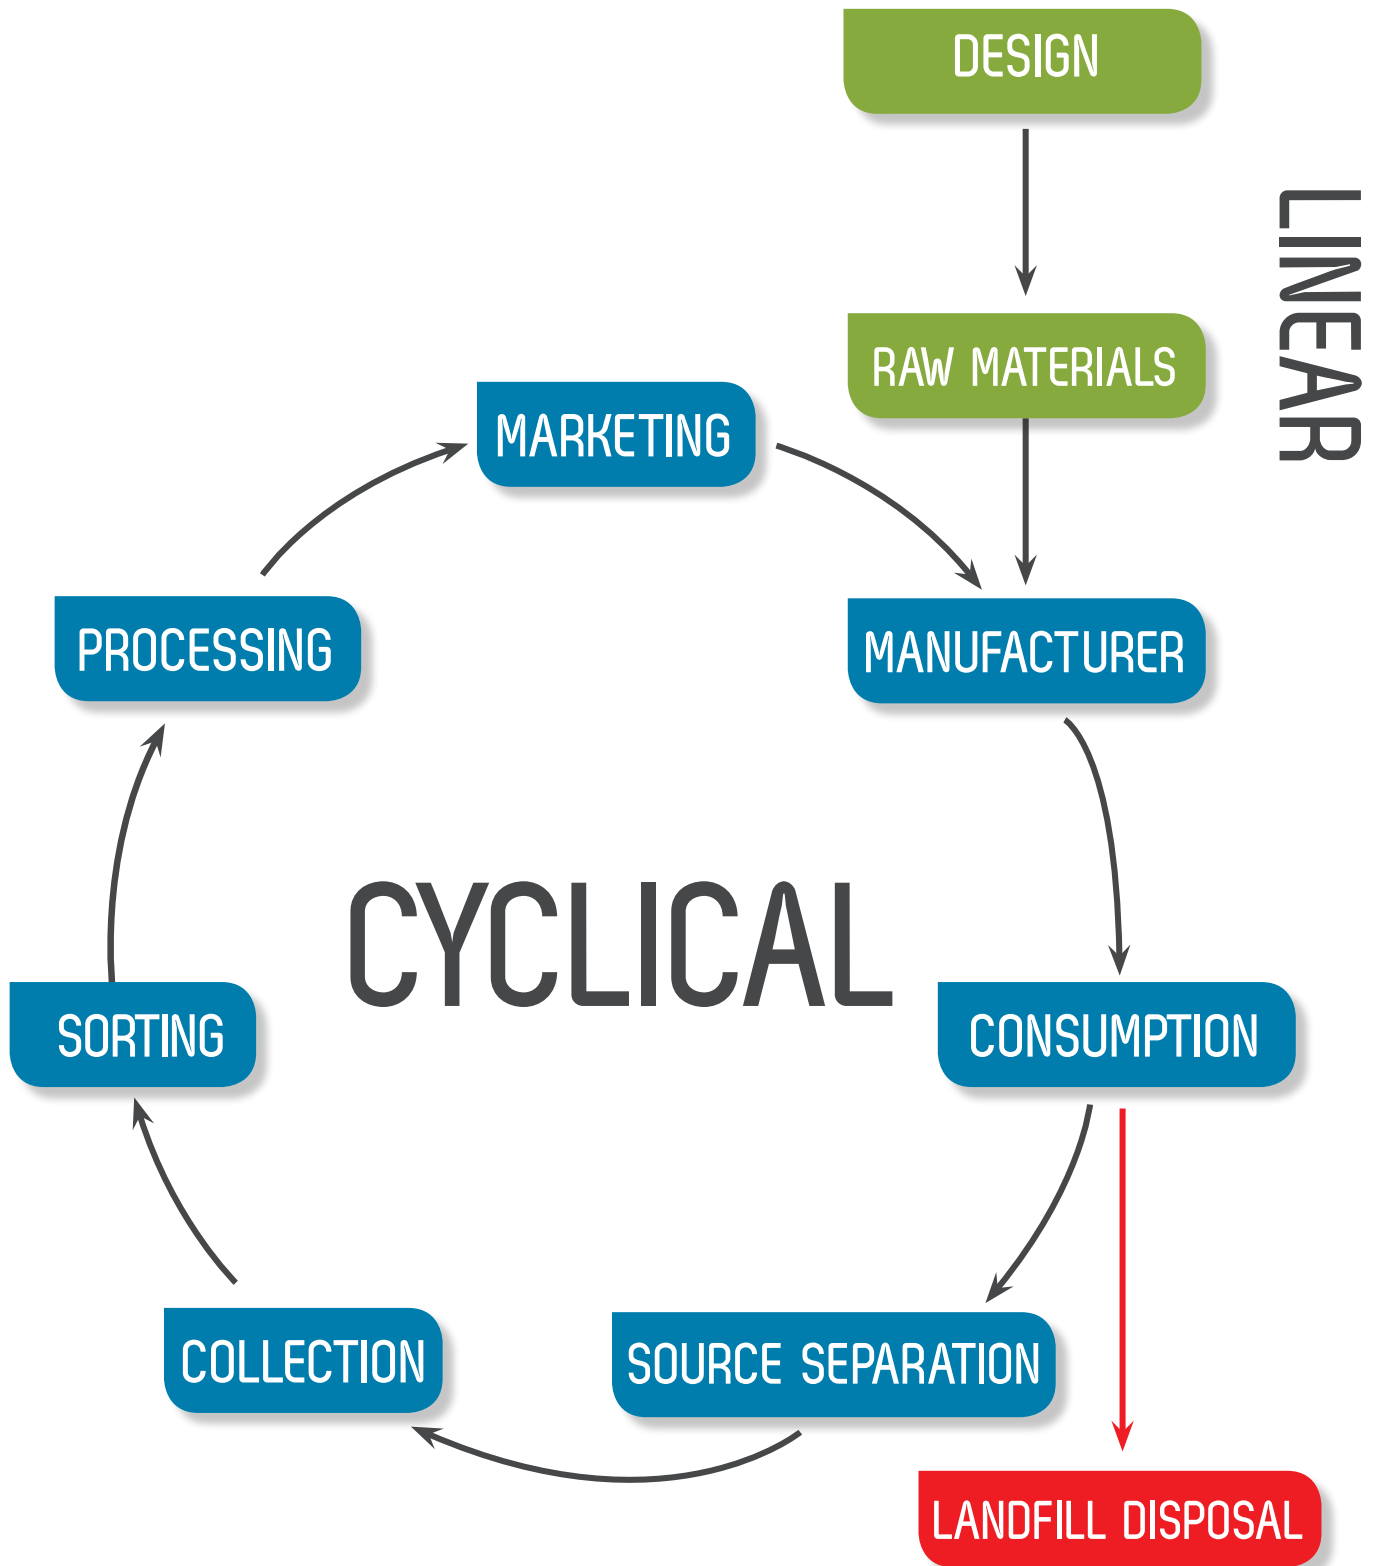 DESIGN
LINEAR
RAW MATERIALS
MARKETING
MANUFACTURER
PROCESSING
CYCLICAL
CONSUMPTION
SORTING
SOURCE SEPARATION
COLLECTION
LANDFILL DISPOSAL